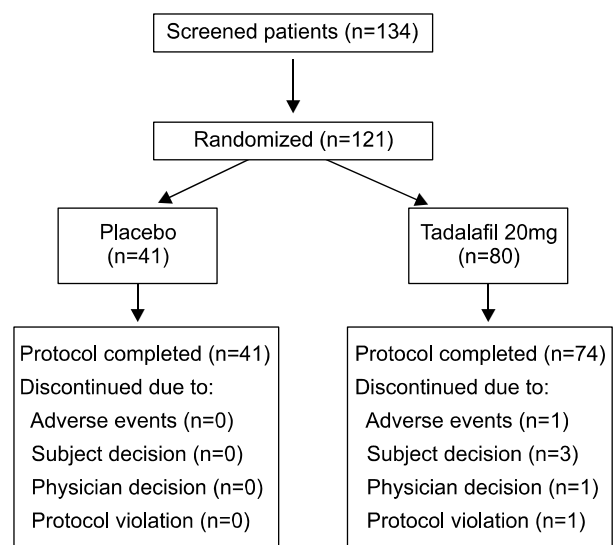 Screened patients (n=134)
Randomized (n=121)
Placebo
(n=41)
Tadalafil 20mg
(n=80)
Protocol completed (n=41)
Discontinued due to:
Adverse events (n=0)
Subject decision (n=0)
Physician decision (n=0)
Protocol violation (n=0)
Protocol completed (n=74)
Discontinued due to:
Adverse events (n=1)
Subject decision (n=3)
Physician decision (n=1)
Protocol violation (n=1)